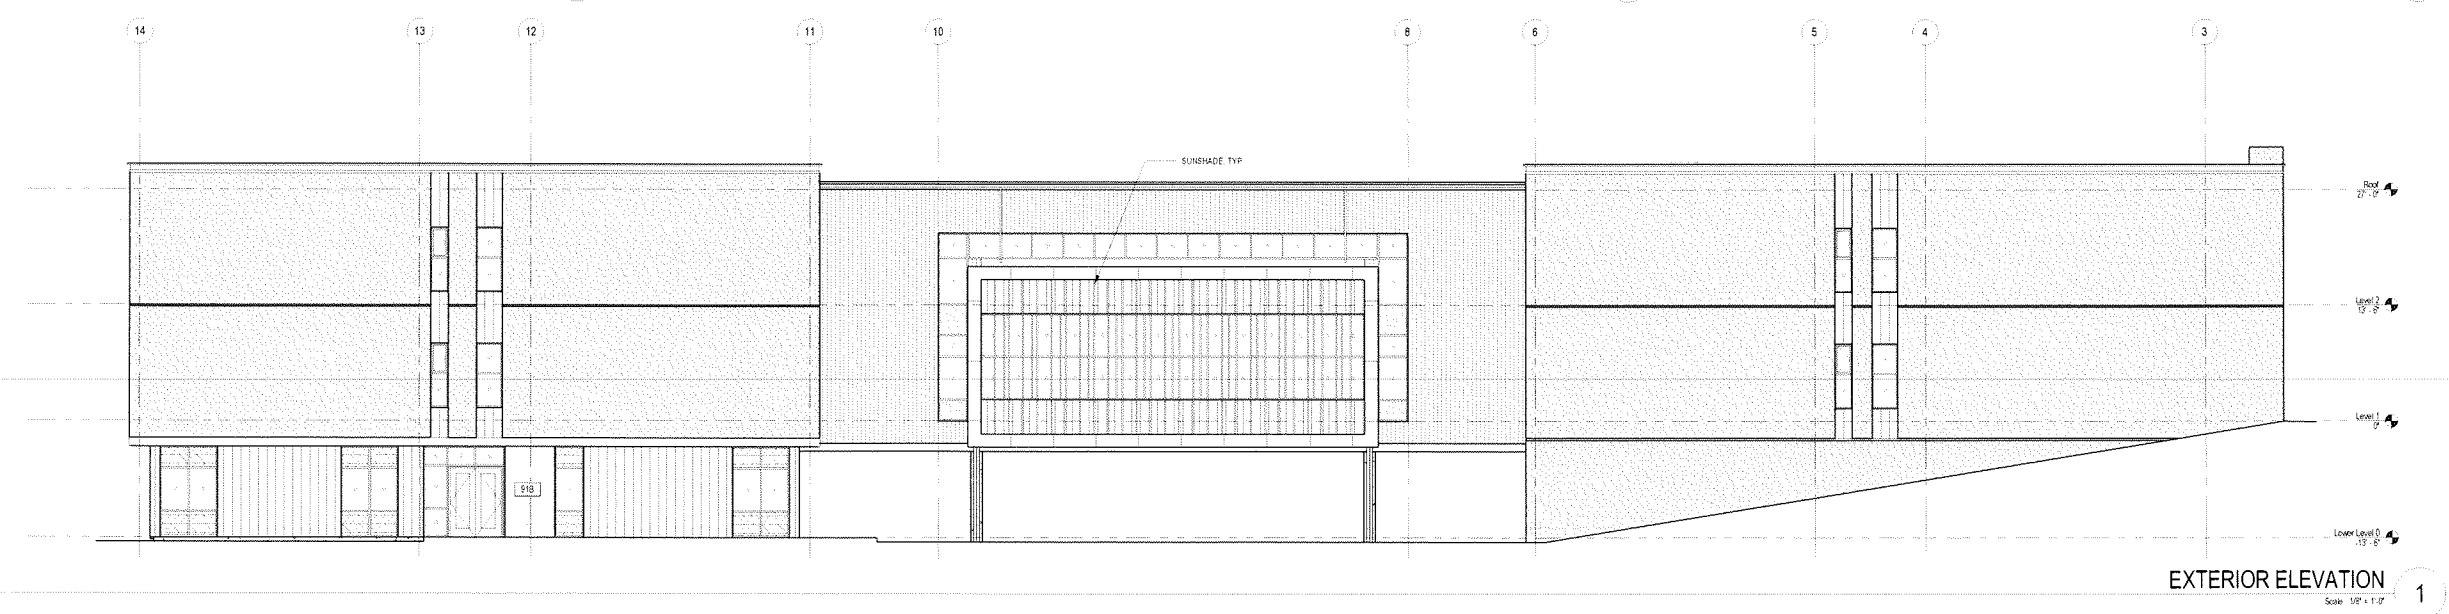 14 13 12 11 10 8 6 5 4 3
SUNSHADE, TYP
Roof
27' - 0"
Level 2
13' - 6"
Level 1
0"
918
Lower Level 0
-13' - 6"
EXTERIOR ELEVATION 1
Scale 1/8" = 1'-0"